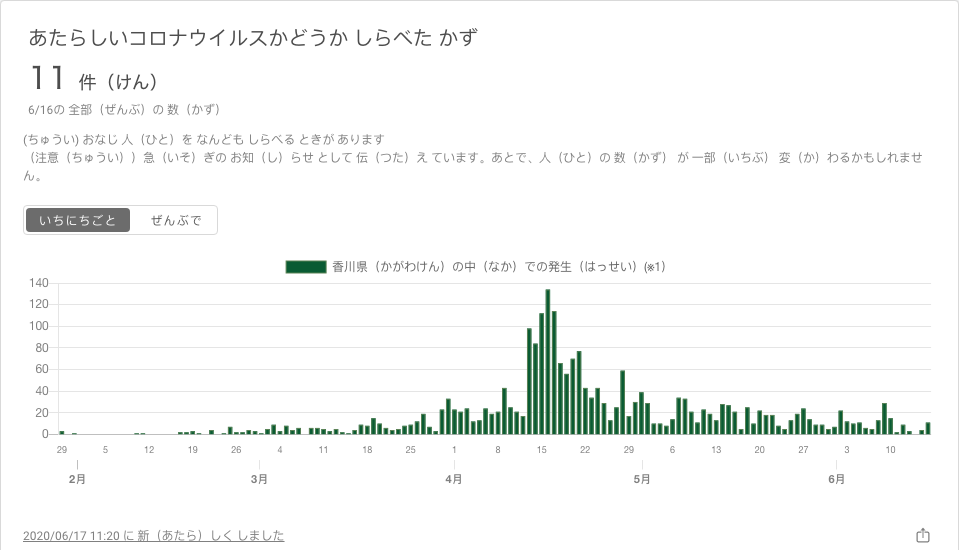 あたらしいコロナウイルスかどうか しらべた かず
11 件（けん）
6/16の 全部（ぜんぶ）の 数（かず）
(ちゅうい) おなじ 人（ひと）を なんども しらべる ときが あります
（注意（ちゅうい））急（いそ）ぎの お知（し）らせ として 伝（つた）え ています。あとで、人（ひと）の 数（かず） が 一部（いちぶ） 変（か）わるかもしれませ
ん。
いちにちごと ぜんぶで
香川県（かがわけん）の中（なか）での発生（はっせい）(※1)
140
120
100
80
60
40
20
0
29 5 12 19 26 4 11 18 25 1 8 15 22 29 6 13 20 27 3 10
2月 3月 4月 5月 6月
2020/06/17 11:20 に 新（あたら）しく しました